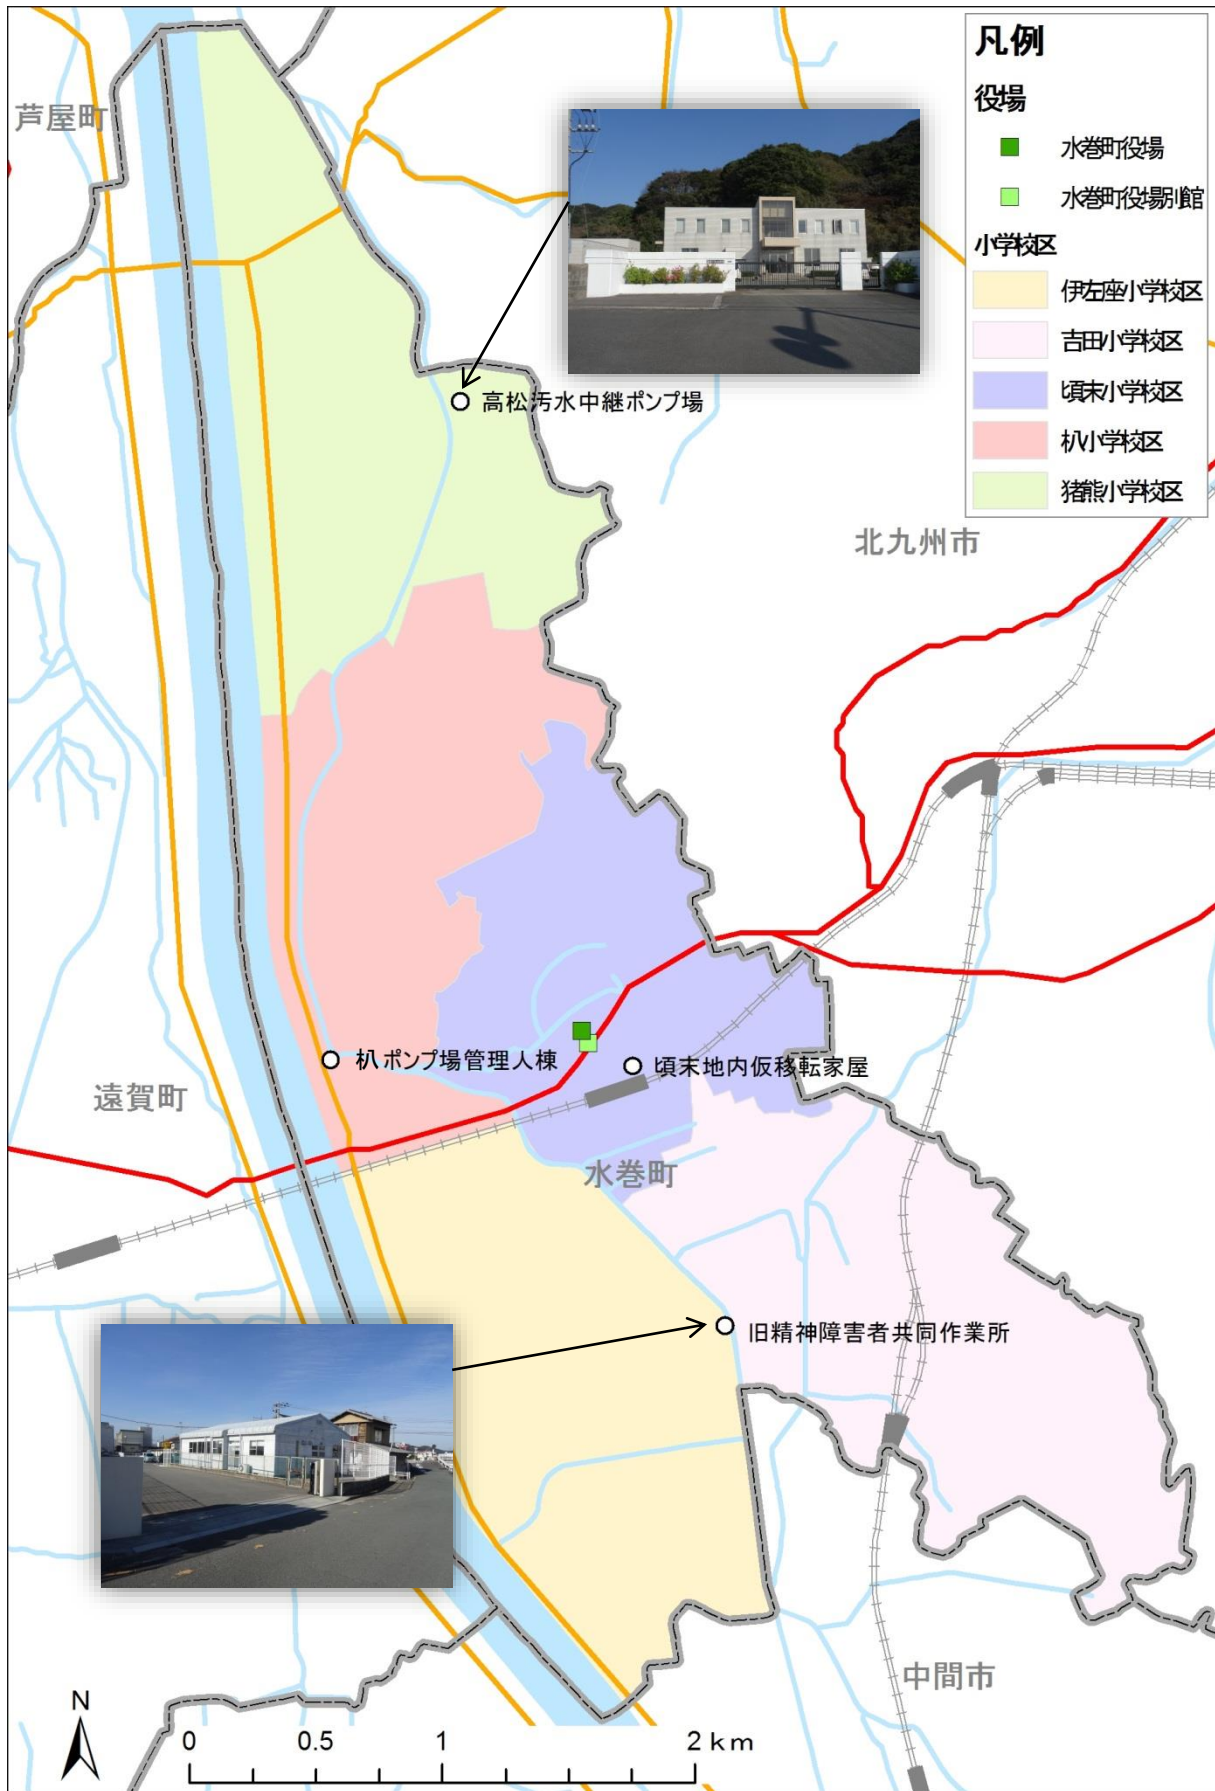 凡例
役場
水巻町役場
水巻町役場別館
小学校区
伊左座小学校区
吉田小学校区
頃末小学校区
朳小学校区
猪熊小学校区
芦屋町
高松汚水中継ポンプ場
北九州市
朳ポンプ場管理人棟
頃末地内仮移転家屋
遠賀町
水巻町
旧精神障害者共同作業所
中間市
N
0 0.5 1 2 km